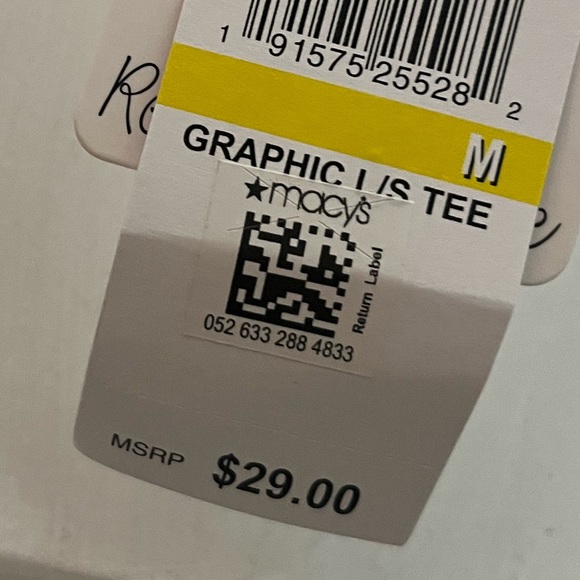 1 91575 25528 2
M
GRAPHIC L/S TEE
★macy's
Return Label
052 633 288 4833
MSRP $29.00